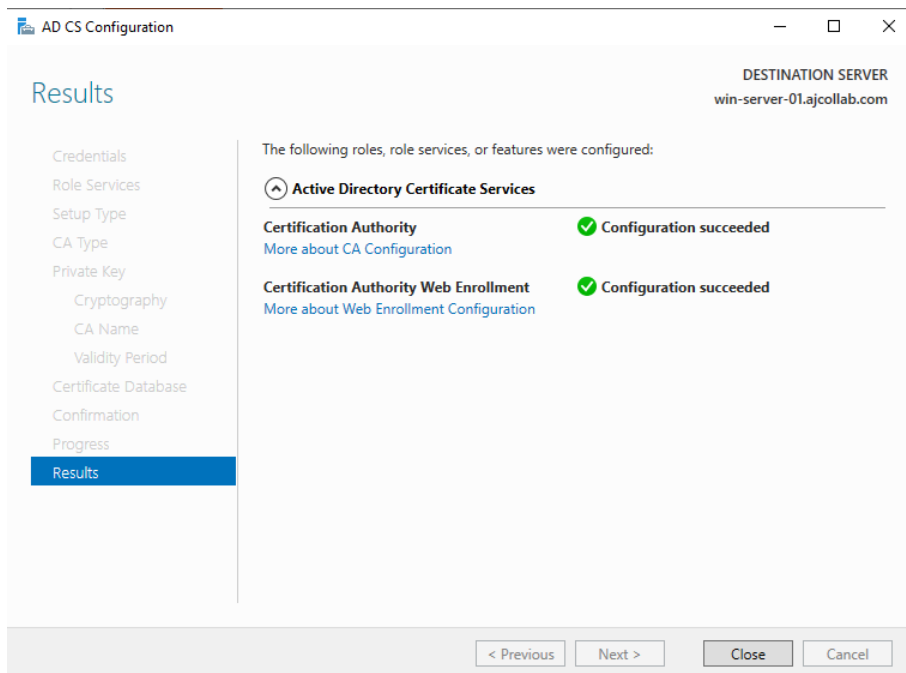 AD CS Configuration
Results
DESTINATION SERVER
win-server-01.ajcollab.com
Credentials
Role Services
Setup Type
CA Type
Private Key
Cryptography
CA Name
Validity Period
Certificate Database
Confirmation
Progress
Results
The following roles, role services, or features were configured:
Active Directory Certificate Services
Certification Authority
Configuration succeeded
More about CA Configuration
Certification Authority Web Enrollment
Configuration succeeded
More about Web Enrollment Configuration
< Previous
Next >
Close
Cancel